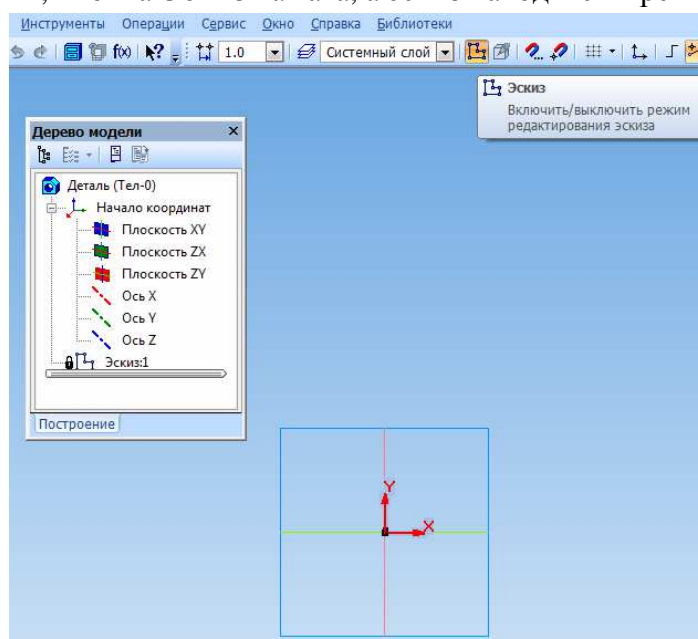 Инструменты Операции Сервис Окно Справка Библиотеки
f(x) ? 1.0 Системный слой
Эскиз
Включить/выключить режим
редактирования эскиза
Дерево модели x
Деталь (Тел-0)
Начало координат
Плоскость XY
Плоскость ZX
Плоскость ZY
Ось X
Ось Y
Ось Z
Эскиз:1
Построение
Y
X